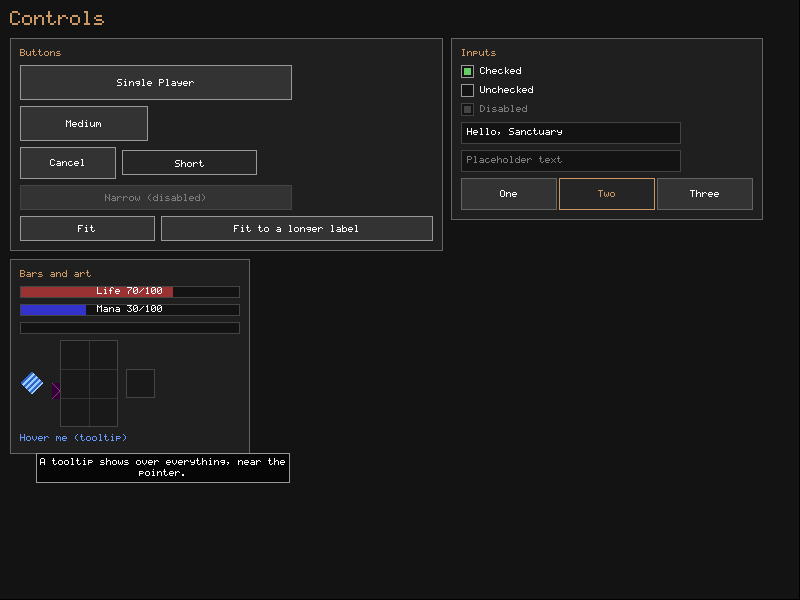 Controls
Buttons
Single Player
Medium
Cancel
Short
Narrow (disabled)
Fit
Fit to a longer label
Inputs
Checked
Unchecked
Disabled
Hello, Sanctuary
Placeholder text
One
Two
Three
Bars and art
Life 70/100
Mana 30/100
Hover me (tooltip)
A tooltip shows over everything, near the
pointer.